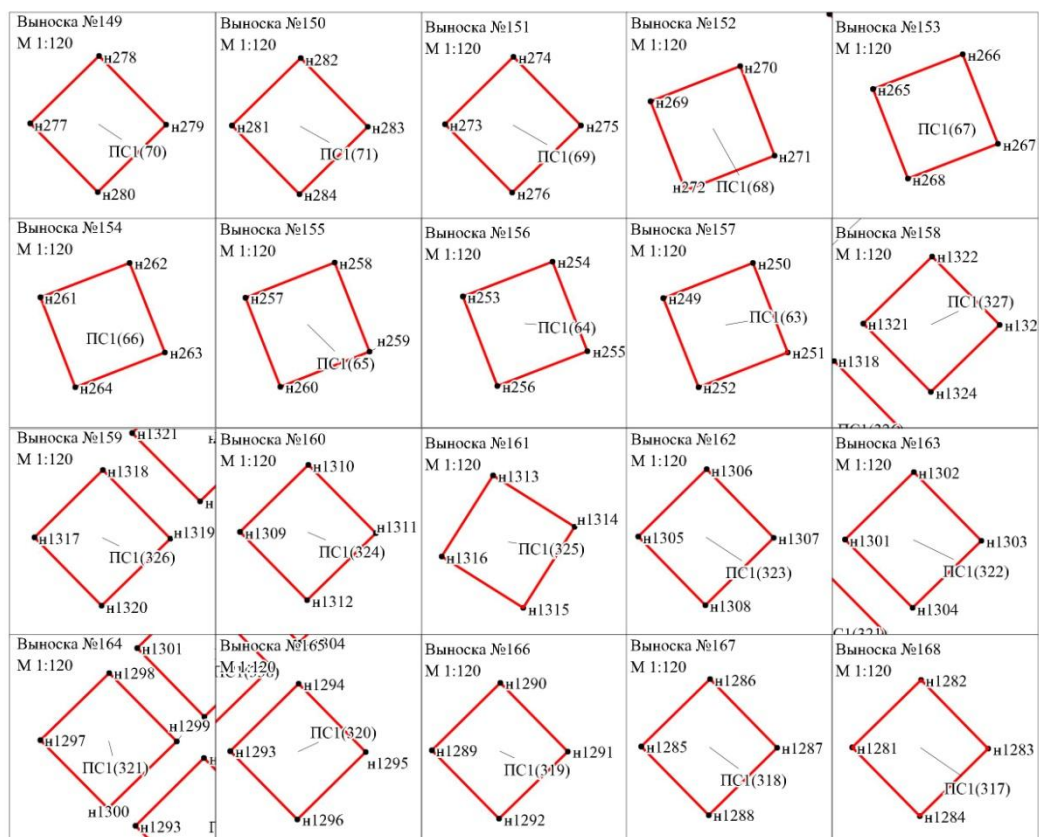 Выноска №149
М 1:120
н278
н277
н279
ПС1(70)
н280
Выноска №150
М 1:120
н282
н281
н283
ПС1(71)
н284
Выноска №151
М 1:120
н274
н273
н275
ПС1(69)
н276
Выноска №152
М 1:120
н270
н269
н271
н272
ПС1(68)
Выноска №153
М 1:120
н266
н265
ПС1(67)
н267
н268
Выноска №154
М 1:120
н262
н261
ПС1(66)
н263
н264
Выноска №155
М 1:120
н258
н257
н259
ПС1(65)
н260
Выноска №156
М 1:120
н254
н253
ПС1(64)
н255
н256
Выноска №157
М 1:120
н250
н249
ПС1(63)
н251
н252
Выноска №158
М 1:120
н1322
ПС1(327)
н1321
н132
н1318
н1324
Выноска №159
М 1:120
н1321
н1318
н1317
н1319
ПС1(326)
н1320
Выноска №160
М 1:120
н1310
н1309
н1311
ПС1(324)
н1312
Выноска №161
М 1:120
н1313
н1314
ПС1(325)
н1316
н1315
Выноска №162
М 1:120
н1306
н1305
н1307
ПС1(323)
н1308
Выноска №163
М 1:120
н1302
н1301
н1303
ПС1(322)
н1304
С1(321)
Выноска №164
М 1:120
н1301
н1298
н1299
н1297
ПС1(321)
н1300
н1293
Выноска №165
304
М 1:120
н1294
ПС1(320)
н1293
н1295
н1296
Выноска №166
М 1:120
н1290
н1289
н1291
ПС1(319)
н1292
Выноска №167
М 1:120
н1286
н1285
н1287
ПС1(318)
н1288
Выноска №168
М 1:120
н1282
н1281
н1283
ПС1(317)
н1284